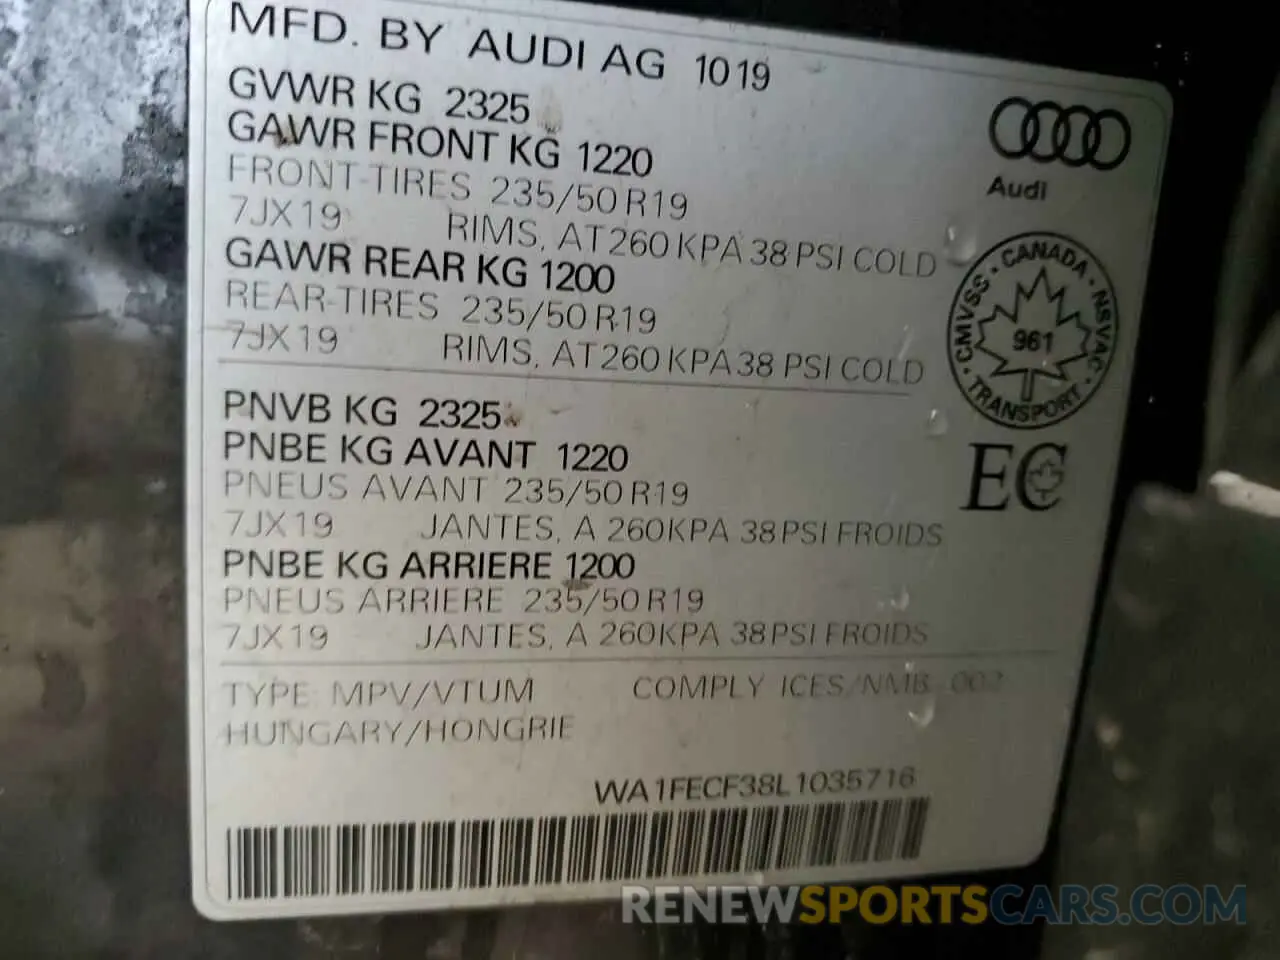 MFD. BY AUDI AG 1019
GVWR KG 2325
GAWR FRONT KG 1220
FRONT-TIRES 235/50 R19
7JX19 RIMS, AT 260 KPA 38 PSI COLD
GAWR REAR KG 1200
REAR-TIRES 235/50 R19
7JX19 RIMS, AT 260 KPA 38 PSI COLD
Audi
CMVSS · CANADA · NSVAC · TRANSPORT ·
961
EC
PNVB KG 2325
PNBE KG AVANT 1220
PNEUS AVANT 235/50 R19
7JX19 JANTES, A 260KPA 38PSI FROIDS
PNBE KG ARRIERE 1200
PNEUS ARRIERE 235/50 R19
7JX19 JANTES, A 260KPA 38PSI FROIDS
TYPE: MPV/VTUM COMPLY ICES/NMB 002
HUNGARY/HONGRIE
WA1FECF38L1035716
RENEWSPORTSCARS.COM